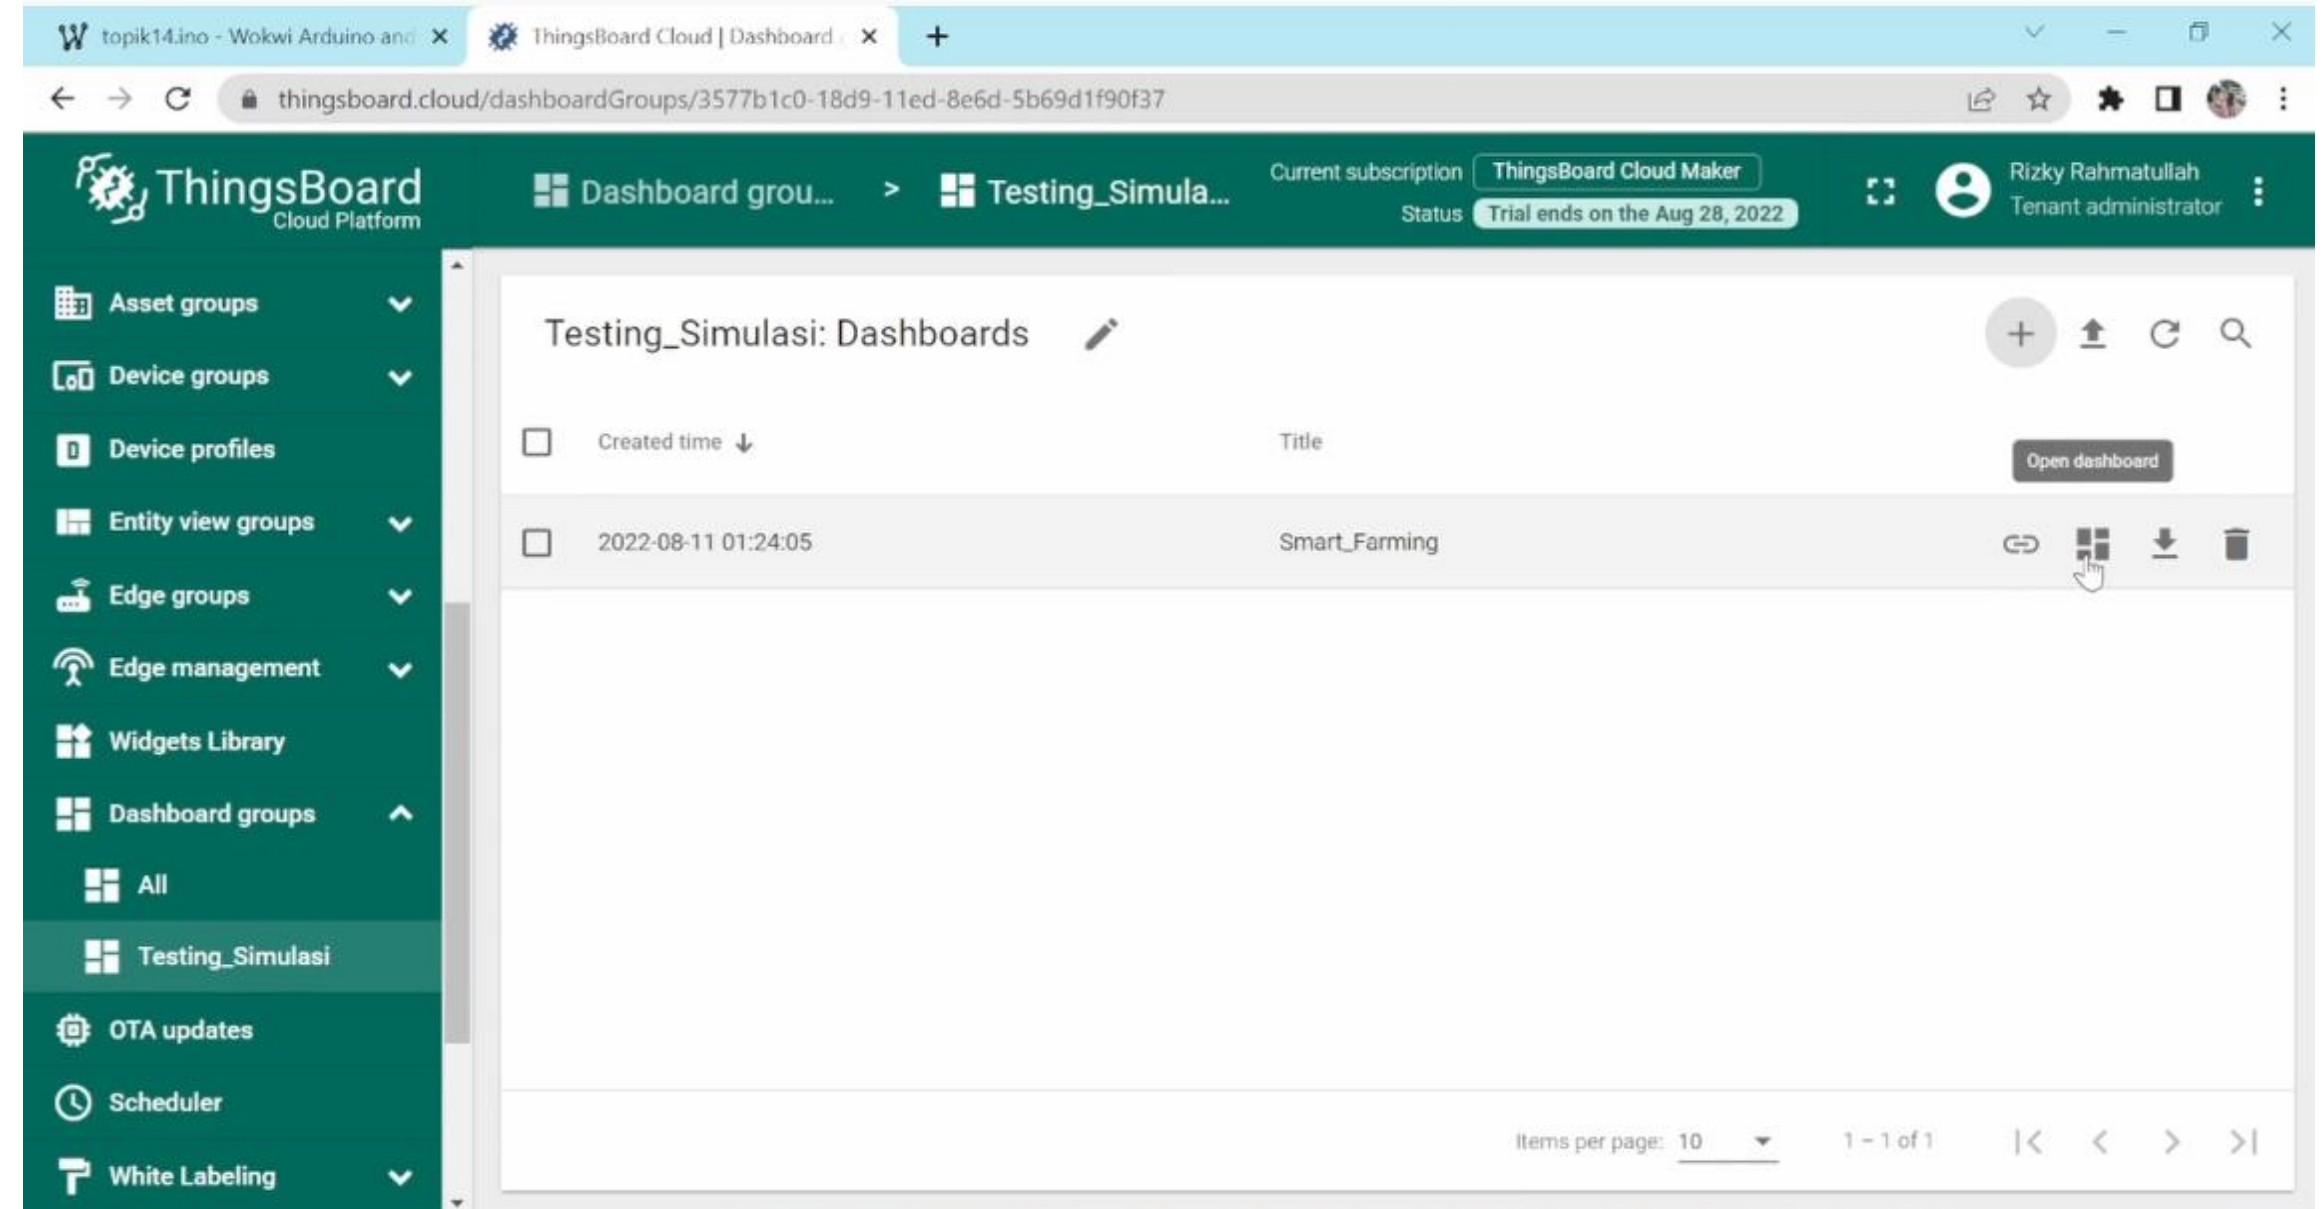 topik14.ino - Wokwi Arduino and
ThingsBoard Cloud | Dashboard
thingsboard.cloud/dashboardGroups/3577b1c0-18d9-11ed-8e6d-5b69d1f90f37
ThingsBoard
Cloud Platform
Dashboard grou... > Testing_Simula...
Current subscription ThingsBoard Cloud Maker
Status Trial ends on the Aug 28, 2022
Rizky Rahmatullah
Tenant administrator
Asset groups
Device groups
Device profiles
Entity view groups
Edge groups
Edge management
Widgets Library
Dashboard groups
All
Testing_Simulasi
OTA updates
Scheduler
White Labeling
Testing_Simulasi: Dashboards
Created time Title
Open dashboard
2022-08-11 01:24:05 Smart_Farming
Items per page: 10 1 – 1 of 1